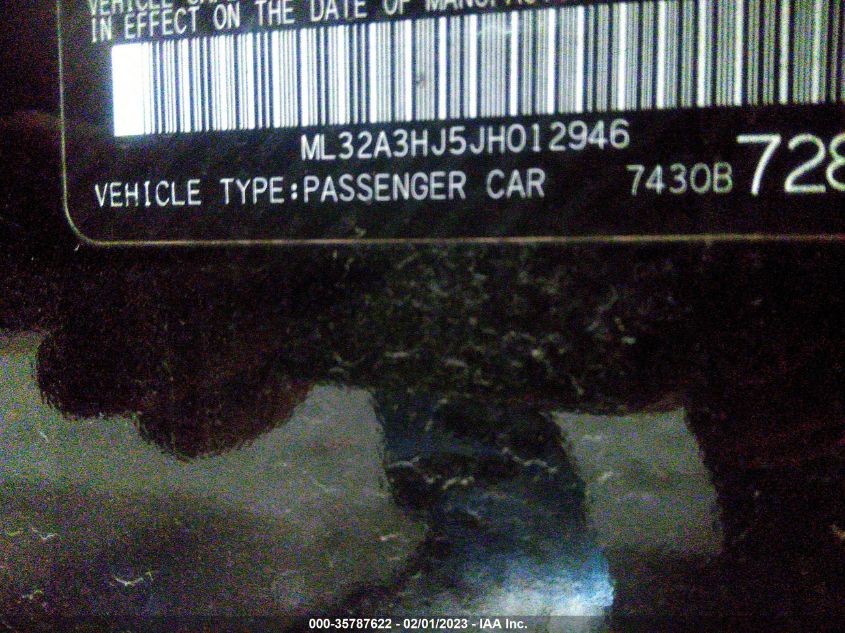 IN EFFECT ON THE DATE OF
ML32A3HJ5JH012946
VEHICLE TYPE:PASSENGER CAR 7430B 728
000-35787622 - 02/01/2023 - IAA Inc.